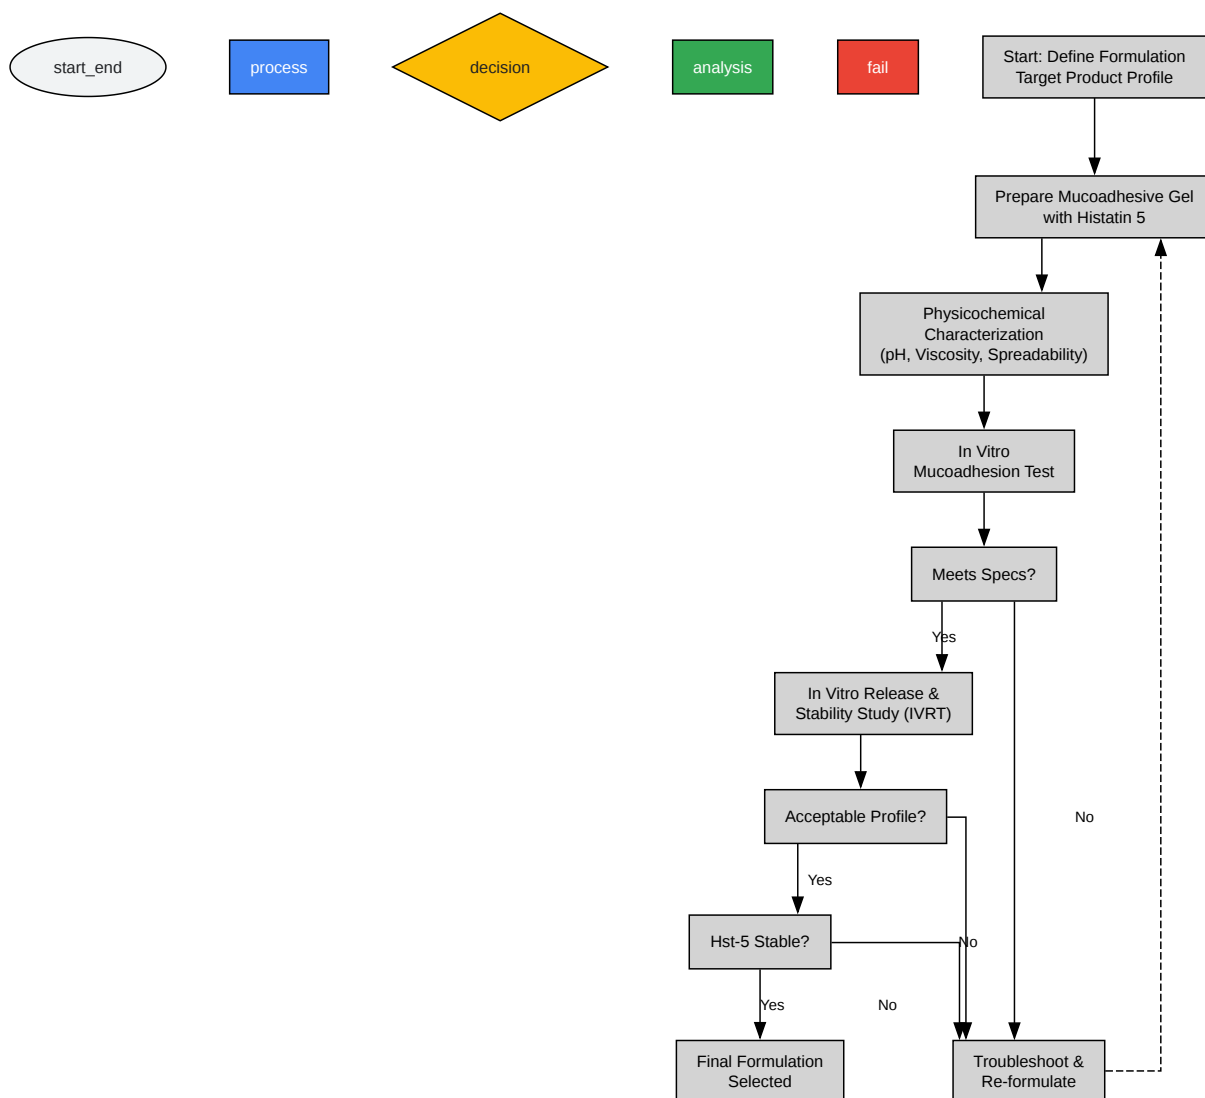 start_end
process
decision
analysis
fail
Start: Define Formulation
Target Product Profile
Prepare Mucoadhesive Gel
with Histatin 5
Physicochemical
Characterization
(pH, Viscosity, Spreadability)
In Vitro
Mucoadhesion Test
Meets Specs?
Yes
In Vitro Release &
Stability Study (IVRT)
Acceptable Profile?
No
Yes
Hst-5 Stable?
No
Yes
No
Final Formulation
Selected
Troubleshoot &
Re-formulate